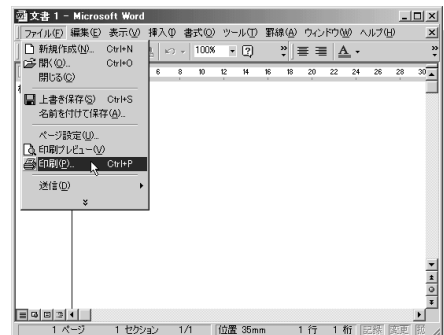 文書 1 - Microsoft Word
ファイル(F) 編集(E) 表示(V) 挿入(I) 書式(O) ツール(T) 罫線(A) ウィンドウ(W) ヘルプ(H)
新規作成(N)... Ctrl+N
100%
開く(O)... Ctrl+O
閉じる(C)
6 8 10 12 14 16 18 20 22 24 26 28 30
上書き保存(S) Ctrl+S
名前を付けて保存(A)...
ページ設定(U)...
印刷プレビュー(V)
印刷(P)... Ctrl+P
送信(D)
1 ページ 1 セクション 1/1 位置 35mm 1 行 1 桁 記録 変更